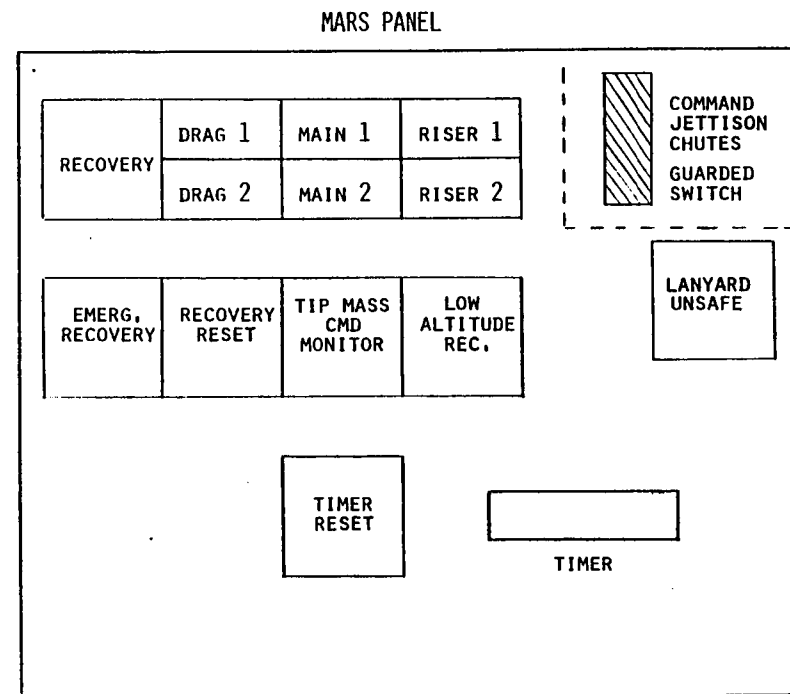 MARS PANEL
RECOVERY
DRAG 1
MAIN 1
RISER 1
DRAG 2
MAIN 2
RISER 2
COMMAND
JETTISON
CHUTES
GUARDED
SWITCH
LANYARD
UNSAFE
EMERG.
RECOVERY
RECOVERY
RESET
TIP MASS
CMD
MONITOR
LOW
ALTITUDE
REC.
TIMER
RESET
TIMER